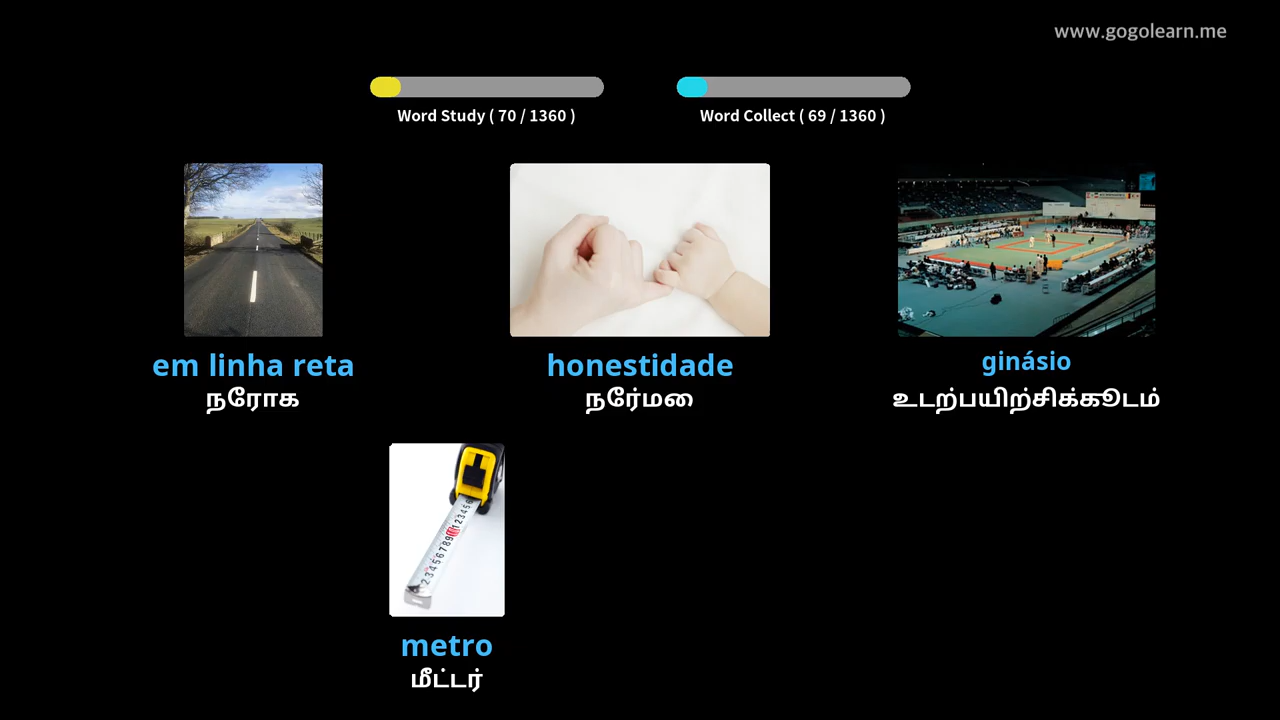 www.gogolearn.me
Word Study ( 70 / 1360 )
Word Collect ( 69 / 1360 )
em linha reta
நேராக
honestidade
நேர்மை
ginásio
உடற்பயிற்சிக்கூடம்
metro
மீட்டர்